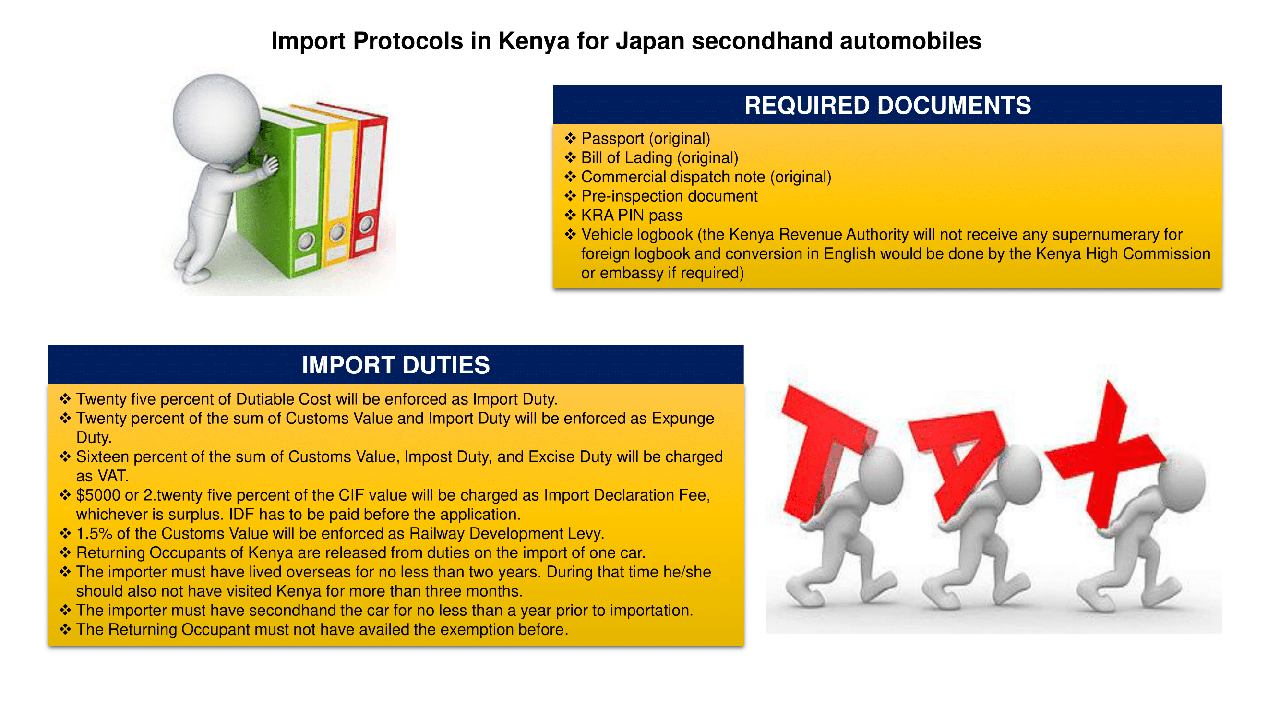 Import Protocols in Kenya for Japan secondhand automobiles
REQUIRED DOCUMENTS
❖ Passport (original)
❖ Bill of Lading (original)
❖ Commercial dispatch note (original)
❖ Pre-inspection document
❖ KRA PIN pass
❖ Vehicle logbook (the Kenya Revenue Authority will not receive any supernumerary for
foreign logbook and conversion in English would be done by the Kenya High Commission
or embassy if required)
IMPORT DUTIES
❖ Twenty five percent of Dutiable Cost will be enforced as Import Duty.
❖ Twenty percent of the sum of Customs Value and Import Duty will be enforced as Expunge
Duty.
❖ Sixteen percent of the sum of Customs Value, Impost Duty, and Excise Duty will be charged
as VAT.
❖ $5000 or 2.twenty five percent of the CIF value will be charged as Import Declaration Fee,
whichever is surplus. IDF has to be paid before the application.
❖ 1.5% of the Customs Value will be enforced as Railway Development Levy.
❖ Returning Occupants of Kenya are released from duties on the import of one car.
❖ The importer must have lived overseas for no less than two years. During that time he/she
should also not have visited Kenya for more than three months.
❖ The importer must have secondhand the car for no less than a year prior to importation.
❖ The Returning Occupant must not have availed the exemption before.
TAX